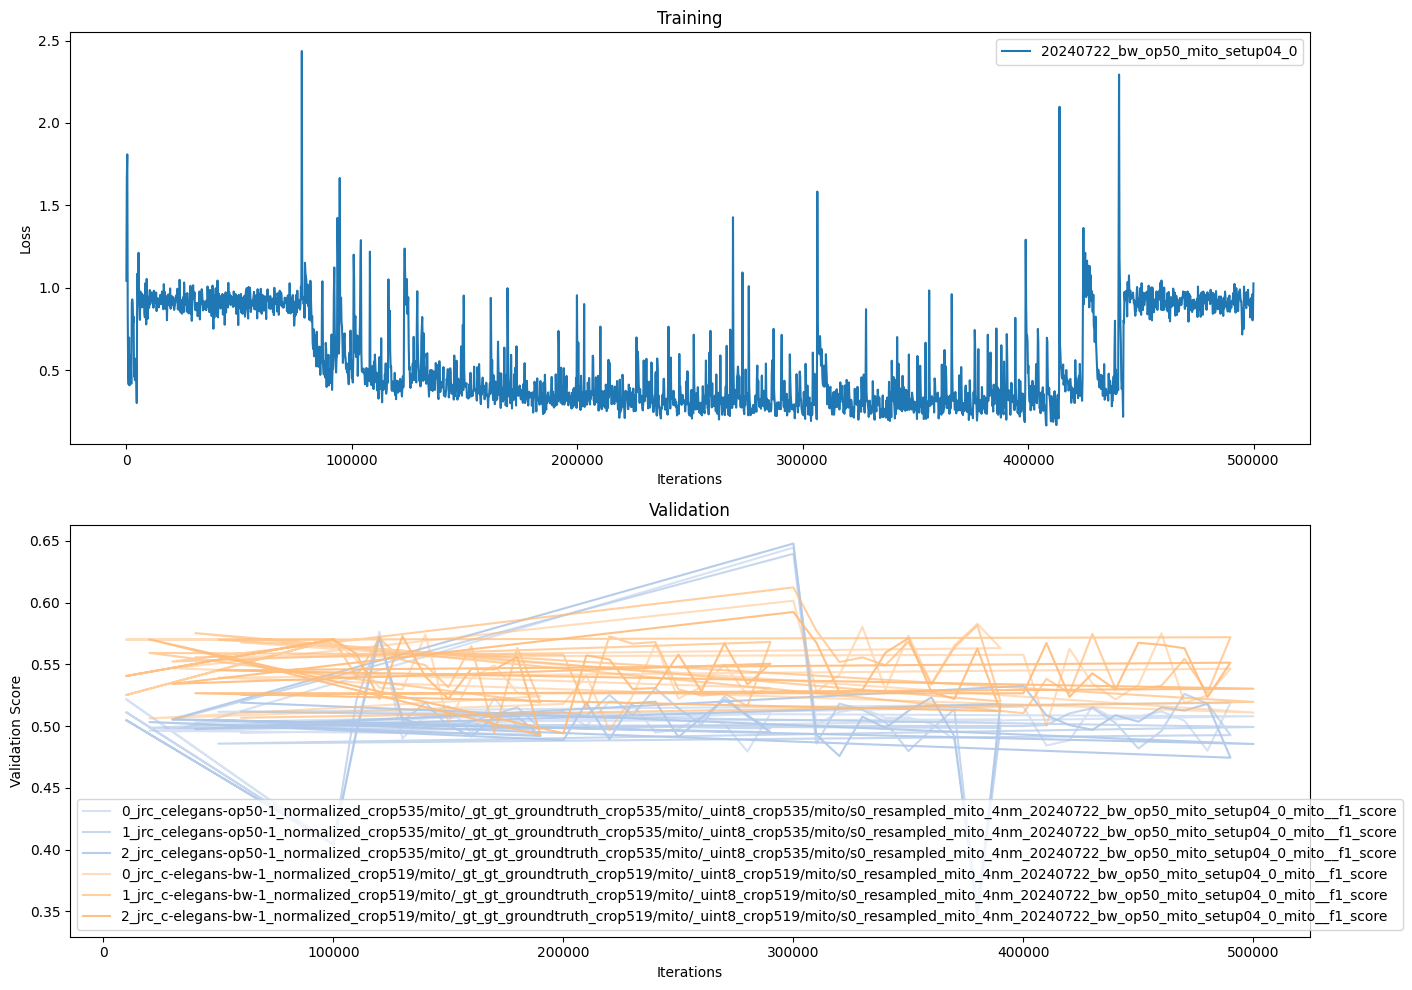 Training
2.5
2.0
1.5
1.0
0.5
Loss
20240722_bw_op50_mito_setup04_0
0
100000
200000
300000
400000
500000
Iterations
Validation
0.65
0.60
0.55
0.50
0.45
0.40
0.35
Validation Score
0_jrc_celegans-op50-1_normalized_crop535/mito/_gt_gt_groundtruth_crop535/mito/_uint8_crop535/mito/s0_resampled_mito_4nm_20240722_bw_op50_mito_setup04_0_mito__f1_score
1_jrc_celegans-op50-1_normalized_crop535/mito/_gt_gt_groundtruth_crop535/mito/_uint8_crop535/mito/s0_resampled_mito_4nm_20240722_bw_op50_mito_setup04_0_mito__f1_score
2_jrc_celegans-op50-1_normalized_crop535/mito/_gt_gt_groundtruth_crop535/mito/_uint8_crop535/mito/s0_resampled_mito_4nm_20240722_bw_op50_mito_setup04_0_mito__f1_score
0_jrc_c-elegans-bw-1_normalized_crop519/mito/_gt_gt_groundtruth_crop519/mito/_uint8_crop519/mito/s0_resampled_mito_4nm_20240722_bw_op50_mito_setup04_0_mito__f1_score
1_jrc_c-elegans-bw-1_normalized_crop519/mito/_gt_gt_groundtruth_crop519/mito/_uint8_crop519/mito/s0_resampled_mito_4nm_20240722_bw_op50_mito_setup04_0_mito__f1_score
2_jrc_c-elegans-bw-1_normalized_crop519/mito/_gt_gt_groundtruth_crop519/mito/_uint8_crop519/mito/s0_resampled_mito_4nm_20240722_bw_op50_mito_setup04_0_mito__f1_score
0
100000
200000
300000
400000
500000
Iterations